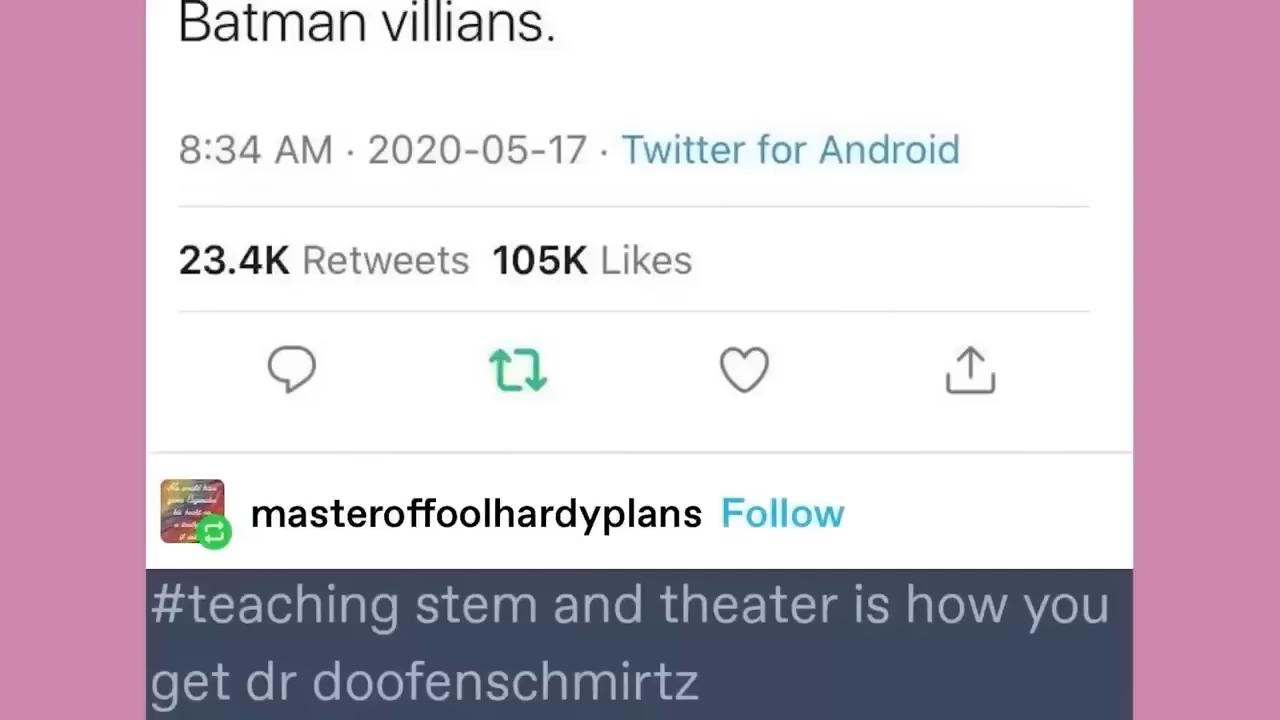 Batman villians.
8:34 AM · 2020-05-17 · Twitter for Android
23.4K Retweets 105K Likes
masteroffoolhardyplans Follow
#teaching stem and theater is how you
get dr doofenschmirtz